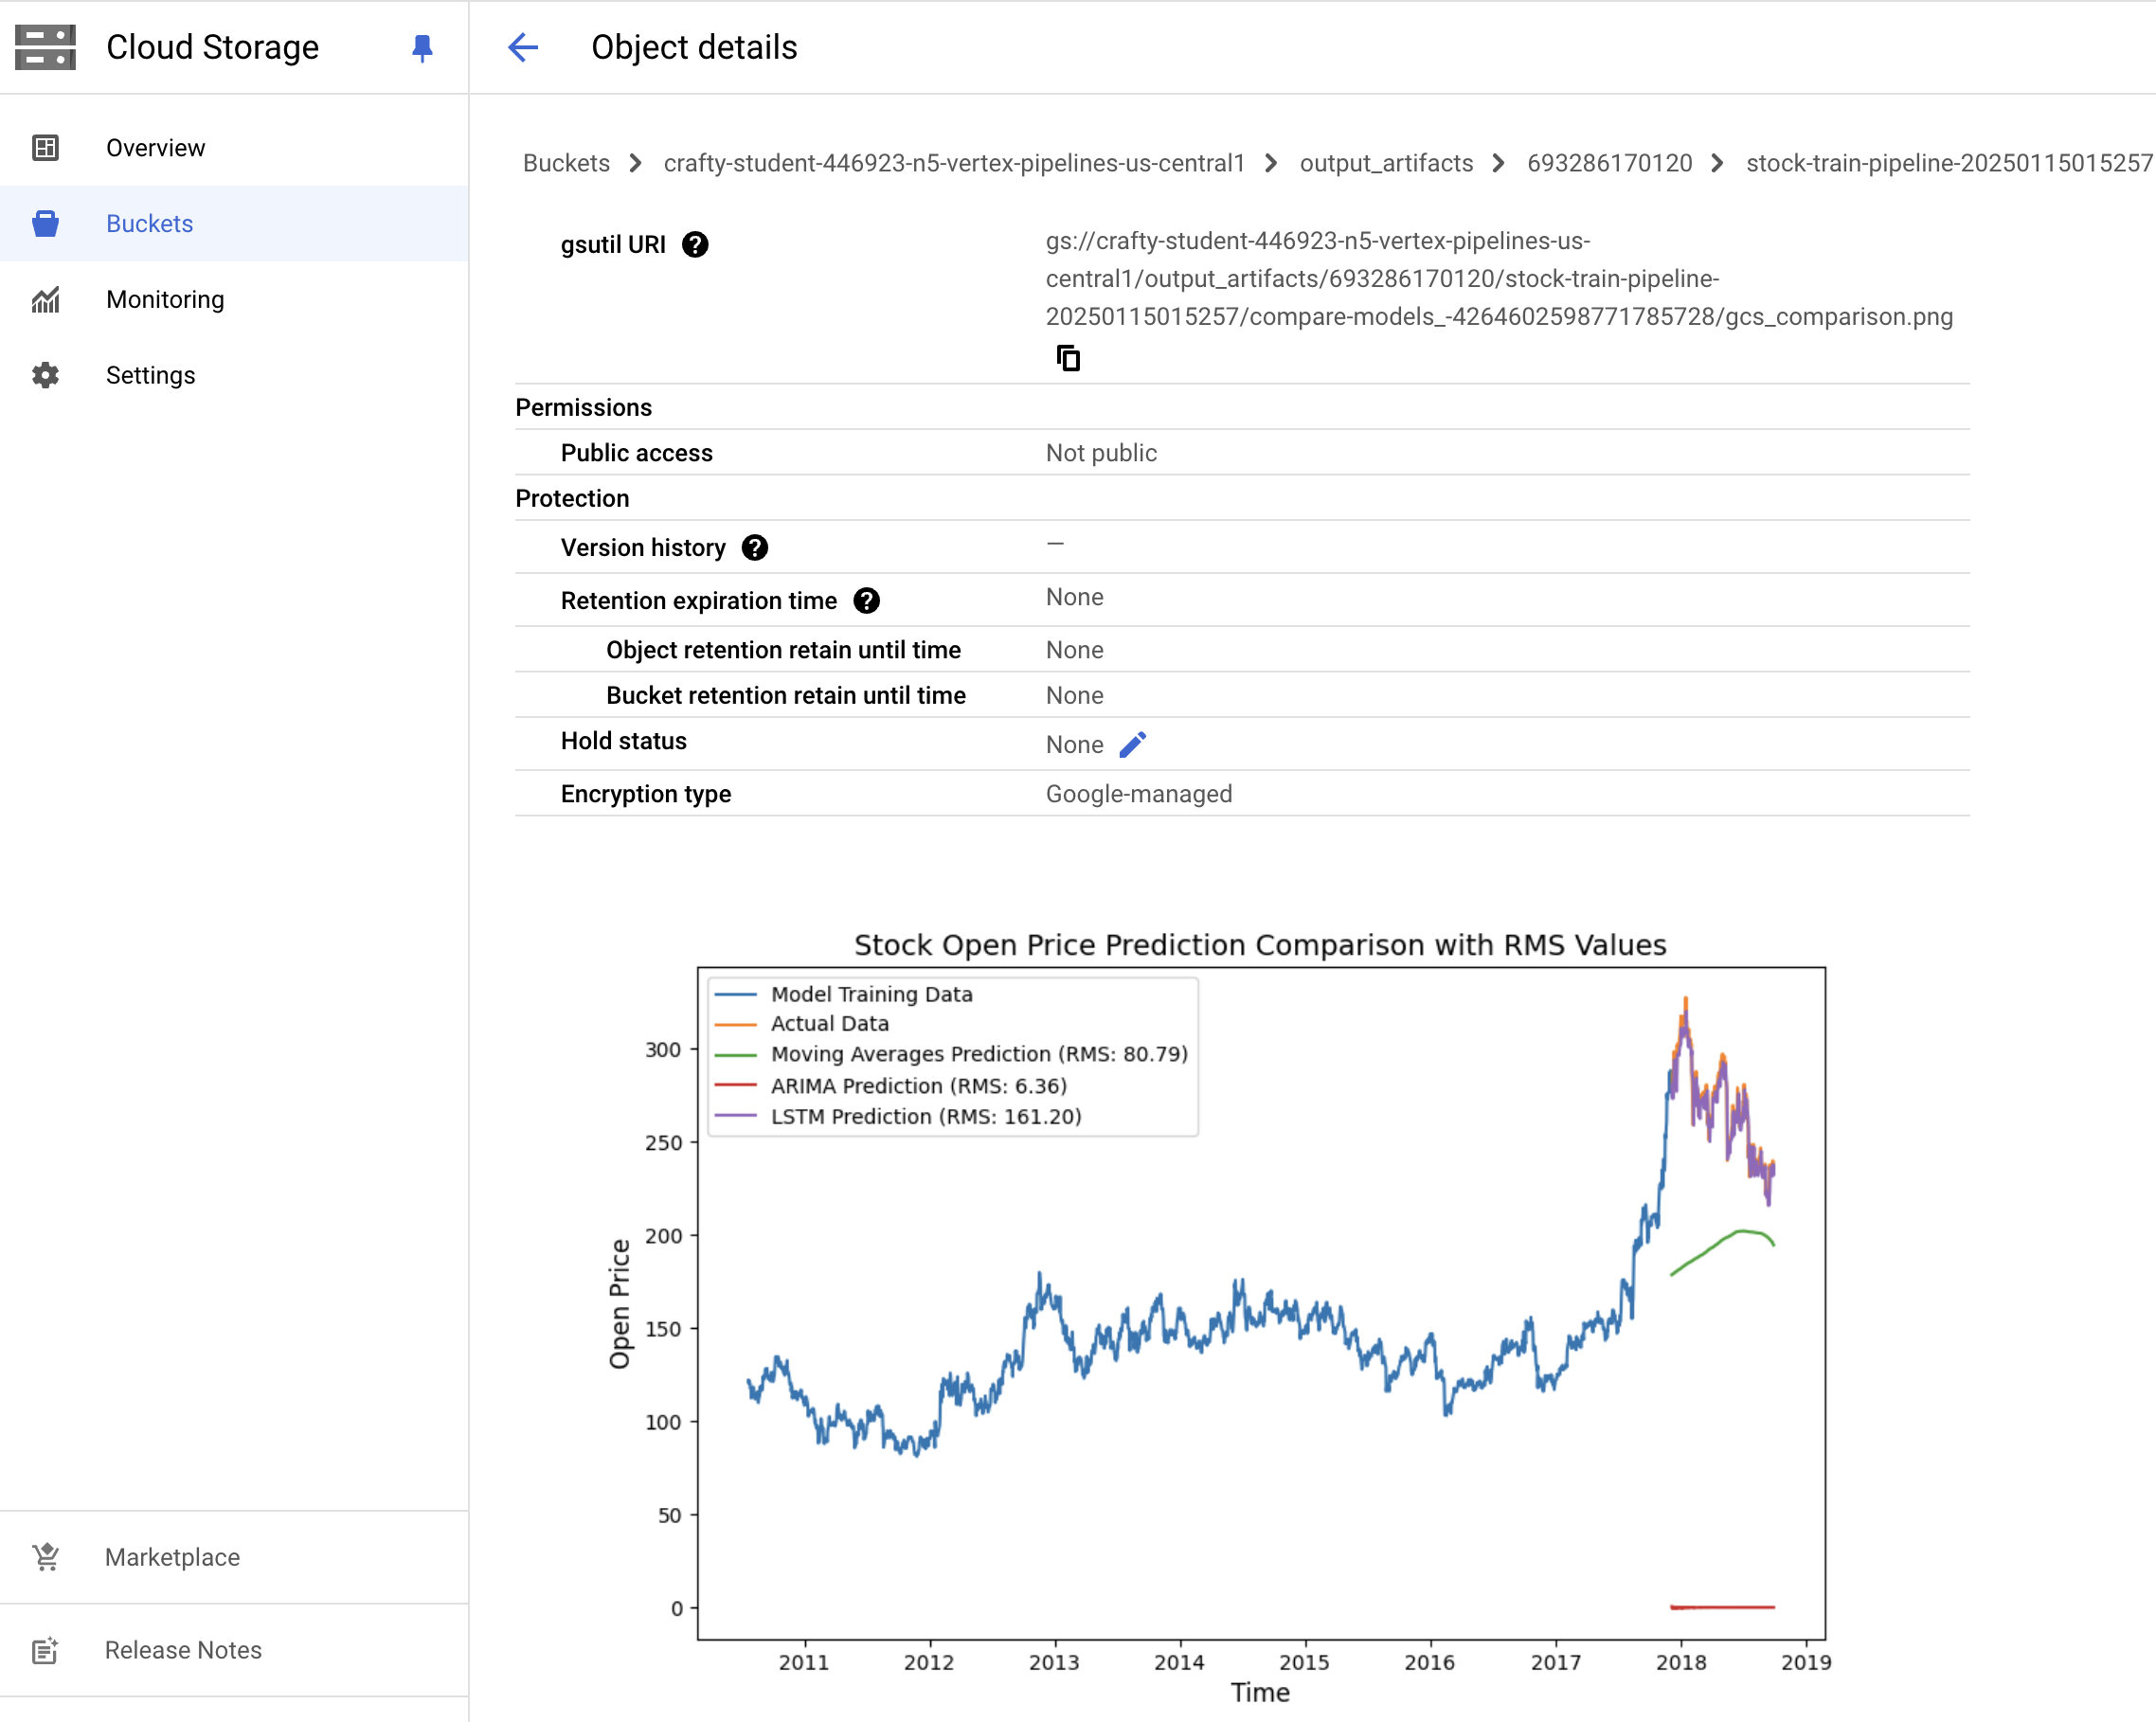 Cloud Storage
Object details
Overview
Buckets
Monitoring
Settings
Marketplace
Release Notes
Buckets > crafty-student-446923-n5-vertex-pipelines-us-central1 > output_artifacts > 693286170120 > stock-train-pipeline-20250115015257
gsutil URI
gs://crafty-student-446923-n5-vertex-pipelines-us-
central1/output_artifacts/693286170120/stock-train-pipeline-
20250115015257/compare-models_-4264602598771785728/gcs_comparison.png
Permissions
Public access Not public
Protection
Version history —
Retention expiration time None
Object retention retain until time None
Bucket retention retain until time None
Hold status None
Encryption type Google-managed
Stock Open Price Prediction Comparison with RMS Values
Model Training Data
Actual Data
Moving Averages Prediction (RMS: 80.79)
ARIMA Prediction (RMS: 6.36)
LSTM Prediction (RMS: 161.20)
Open Price
300
250
200
150
100
50
0
2011 2012 2013 2014 2015 2016 2017 2018 2019
Time